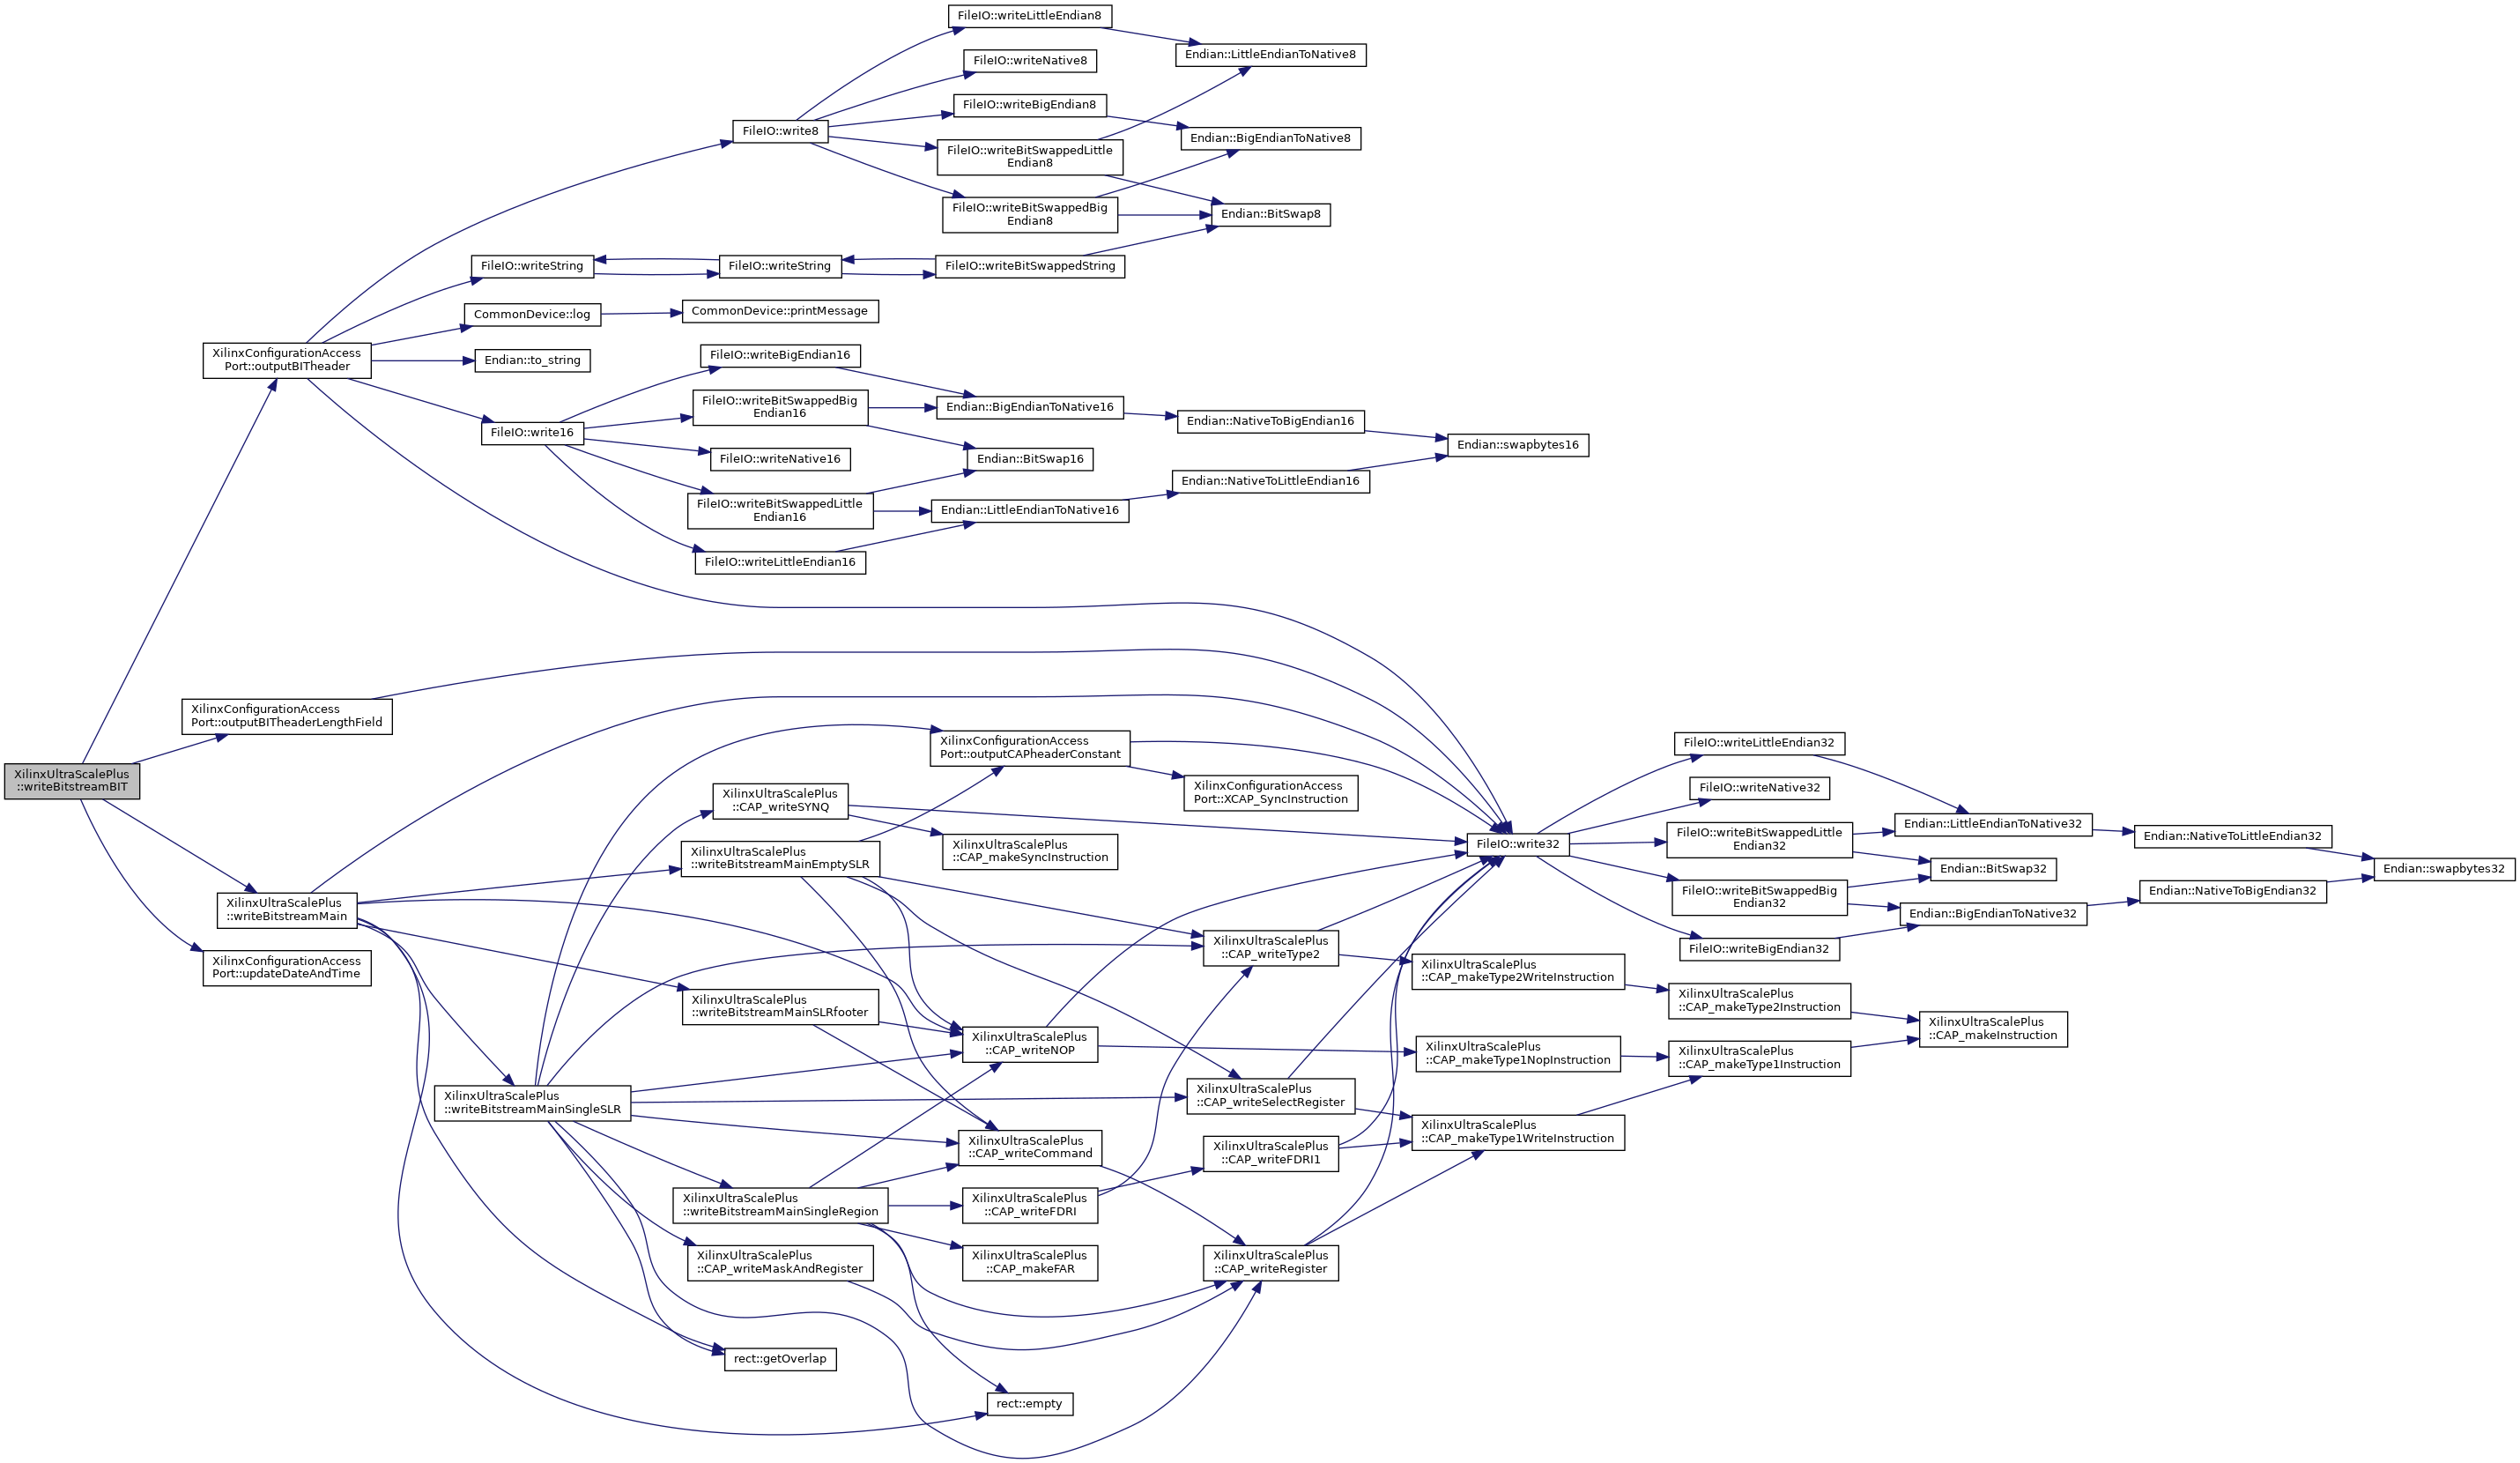 FileIO::writeLittleEndian8
Endian::LittleEndianToNative8
FileIO::writeNative8
FileIO::writeBigEndian8
FileIO::write8
Endian::BigEndianToNative8
FileIO::writeBitSwappedLittle
Endian8
FileIO::writeBitSwappedBig
Endian8
Endian::BitSwap8
FileIO::writeString
FileIO::writeString
FileIO::writeBitSwappedString
CommonDevice::log
CommonDevice::printMessage
XilinxConfigurationAccess
Port::outputBITheader
Endian::to_string
FileIO::writeBigEndian16
FileIO::writeBitSwappedBig
Endian16
Endian::BigEndianToNative16
Endian::NativeToBigEndian16
FileIO::write16
Endian::swapbytes16
FileIO::writeNative16
Endian::BitSwap16
Endian::NativeToLittleEndian16
FileIO::writeBitSwappedLittle
Endian16
Endian::LittleEndianToNative16
FileIO::writeLittleEndian16
XilinxConfigurationAccess
Port::outputBITheaderLengthField
XilinxConfigurationAccess
Port::outputCAPheaderConstant
FileIO::writeLittleEndian32
XilinxUltraScalePlus
::writeBitstreamBIT
XilinxConfigurationAccess
Port::XCAP_SyncInstruction
FileIO::writeNative32
XilinxUltraScalePlus
::CAP_writeSYNQ
Endian::LittleEndianToNative32
Endian::NativeToLittleEndian32
FileIO::write32
FileIO::writeBitSwappedLittle
Endian32
XilinxUltraScalePlus
::CAP_makeSyncInstruction
XilinxUltraScalePlus
::writeBitstreamMainEmptySLR
Endian::BitSwap32
Endian::swapbytes32
FileIO::writeBitSwappedBig
Endian32
Endian::NativeToBigEndian32
XilinxUltraScalePlus
::writeBitstreamMain
Endian::BigEndianToNative32
XilinxUltraScalePlus
::CAP_writeType2
FileIO::writeBigEndian32
XilinxConfigurationAccess
Port::updateDateAndTime
XilinxUltraScalePlus
::CAP_makeType2WriteInstruction
XilinxUltraScalePlus
::CAP_makeType2Instruction
XilinxUltraScalePlus
::writeBitstreamMainSLRfooter
XilinxUltraScalePlus
::CAP_makeInstruction
XilinxUltraScalePlus
::CAP_writeNOP
XilinxUltraScalePlus
::CAP_makeType1NopInstruction
XilinxUltraScalePlus
::CAP_makeType1Instruction
XilinxUltraScalePlus
::writeBitstreamMainSingleSLR
XilinxUltraScalePlus
::CAP_writeSelectRegister
XilinxUltraScalePlus
::CAP_makeType1WriteInstruction
XilinxUltraScalePlus
::CAP_writeCommand
XilinxUltraScalePlus
::CAP_writeFDRI1
XilinxUltraScalePlus
::writeBitstreamMainSingleRegion
XilinxUltraScalePlus
::CAP_writeFDRI
XilinxUltraScalePlus
::CAP_writeMaskAndRegister
XilinxUltraScalePlus
::CAP_makeFAR
XilinxUltraScalePlus
::CAP_writeRegister
rect::getOverlap
rect::empty